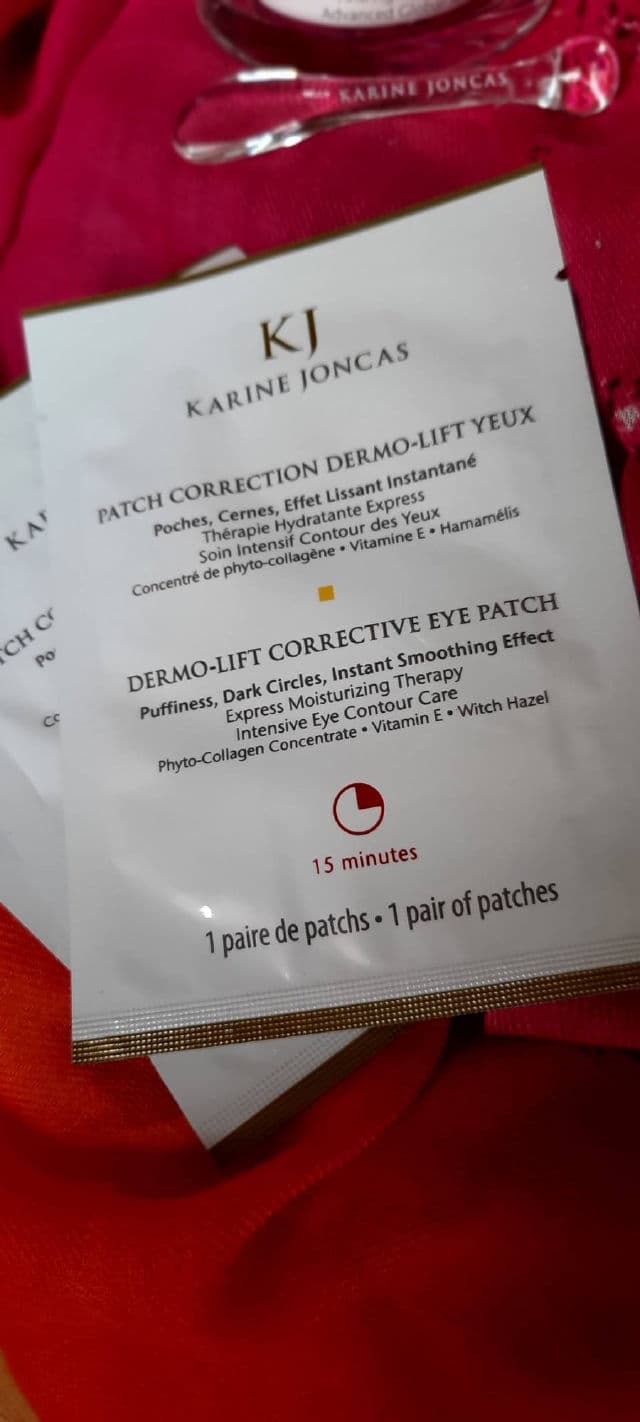 Advanced
KARINE JONCAS
KJ
KARINE JONCAS
PATCH CORRECTION DERMO-LIFT YEUX
Poches, Cernes, Effet Lissant Instantané
Thérapie Hydratante Express
Soin Intensif Contour des Yeux
Concentré de phyto-collagène • Vitamine E • Hamamélis
DERMO-LIFT CORRECTIVE EYE PATCH
Puffiness, Dark Circles, Instant Smoothing Effect
Express Moisturizing Therapy
Intensive Eye Contour Care
Phyto-Collagen Concentrate • Vitamin E • Witch Hazel
15 minutes
1 paire de patchs • 1 pair of patches